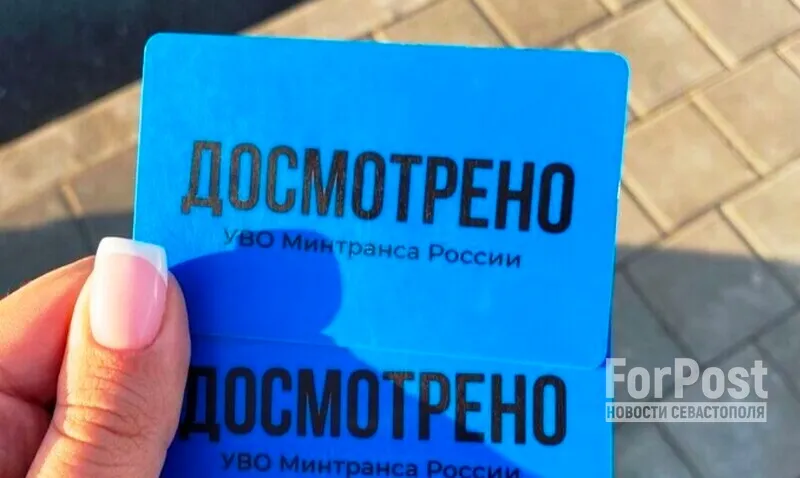 ДОСМОТРЕНО
УВО Минтранса России
ДОСМОТРЕНО
УВО Минтранса России
ForPost
НОВОСТИ СЕВАСТОПОЛЯ